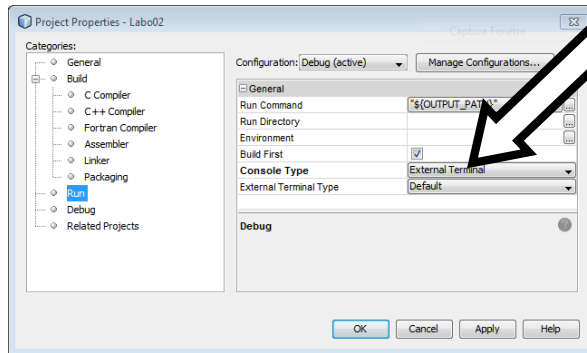 Project Properties - Labo02
Capture Fenêtre
Categories:
General
Build
C Compiler
C++ Compiler
Fortran Compiler
Assembler
Linker
Packaging
Run
Debug
Related Projects
Configuration: Debug (active) Manage Configurations...
General
Run Command "${OUTPUT_PATH}" ...
Run Directory ...
Environment ...
Build First
Console Type External Terminal
External Terminal Type Default
Debug
?
OK Cancel Apply Help